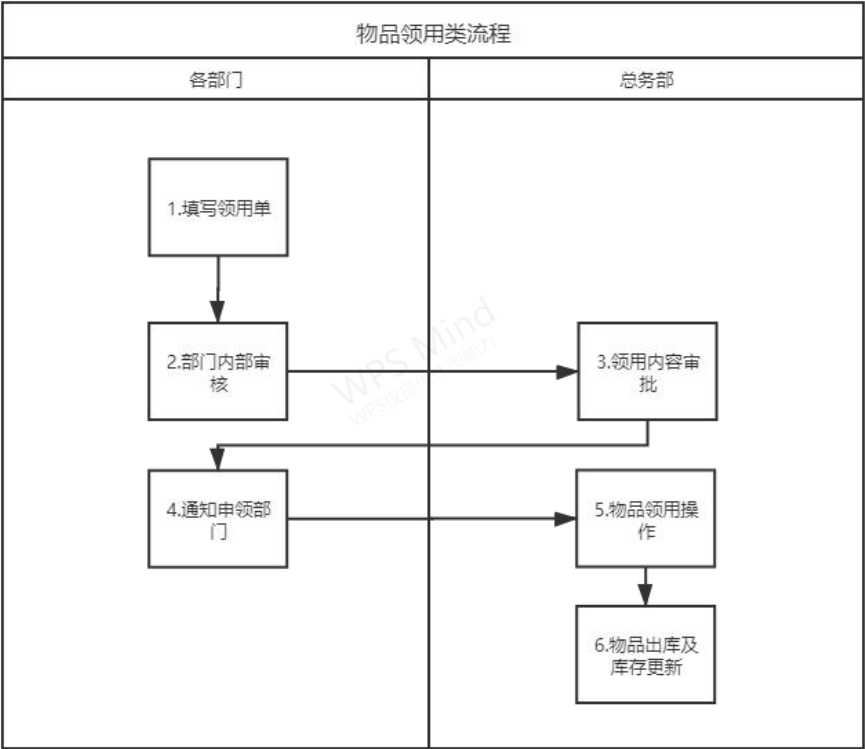 物品领用类流程
各部门
总务部
1.填写领用单
2.部门内部审
核
3.领用内容审
批
4.通知申领部
门
5.物品领用操
作
6.物品出库及
库存更新
WPS Mind